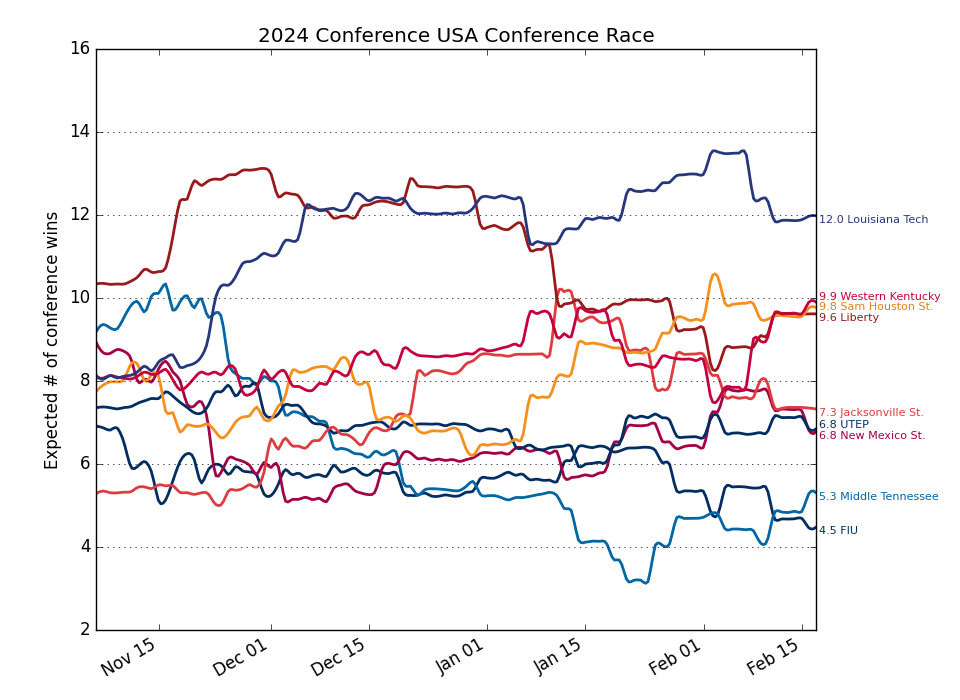 2024 Conference USA Conference Race
16
14
12
10
8
6
4
2
Expected # of conference wins
Nov 15
Dec 01
Dec 15
Jan 01
Jan 15
Feb 01
Feb 15
12.0 Louisiana Tech
9.9 Western Kentucky
9.8 Sam Houston St.
9.6 Liberty
7.3 Jacksonville St.
6.8 UTEP
6.8 New Mexico St.
5.3 Middle Tennessee
4.5 FIU